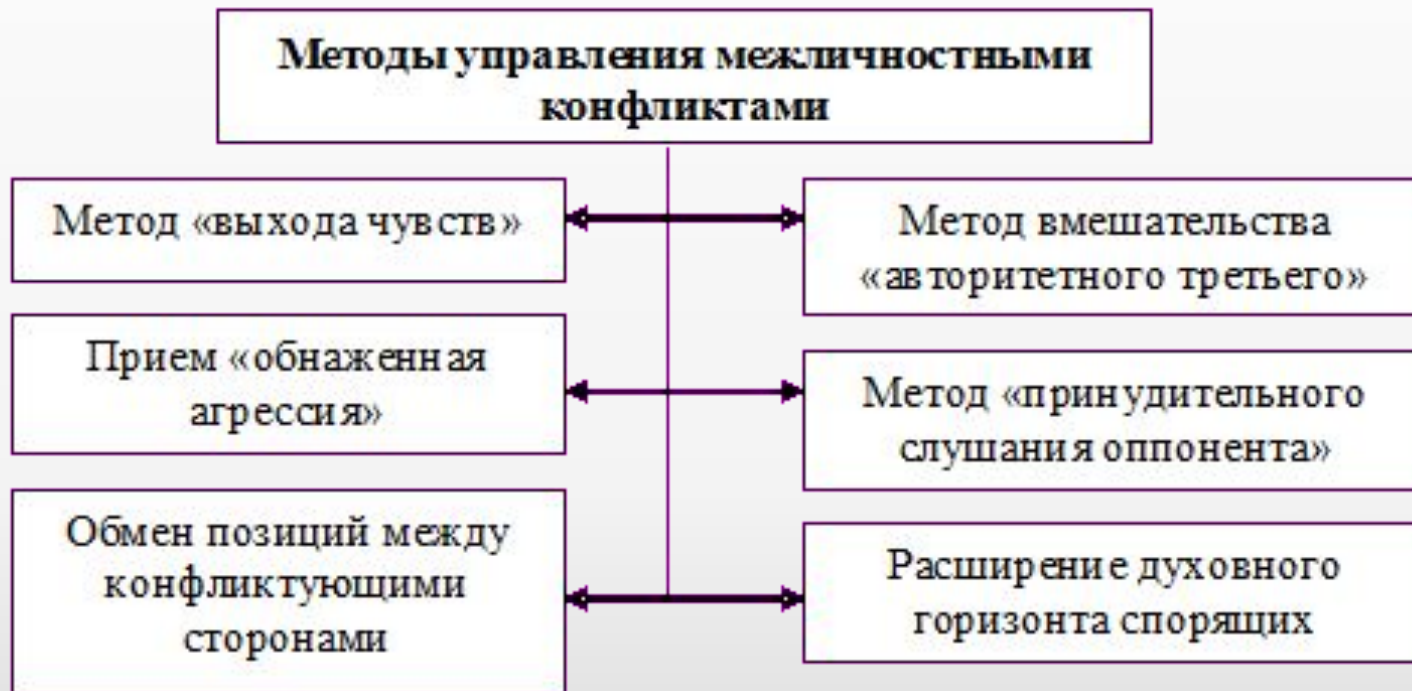 Методы управления межличностными
конфликтами
Метод «выхода чувств»
Метод вмешательства
«авторитетного третьего»
Прием «обнаженная
агрессия»
Метод «принудительного
слушания оппонента»
Обмен позиций между
конфликтующими
сторонами
Расширение духовного
горизонта спорящих